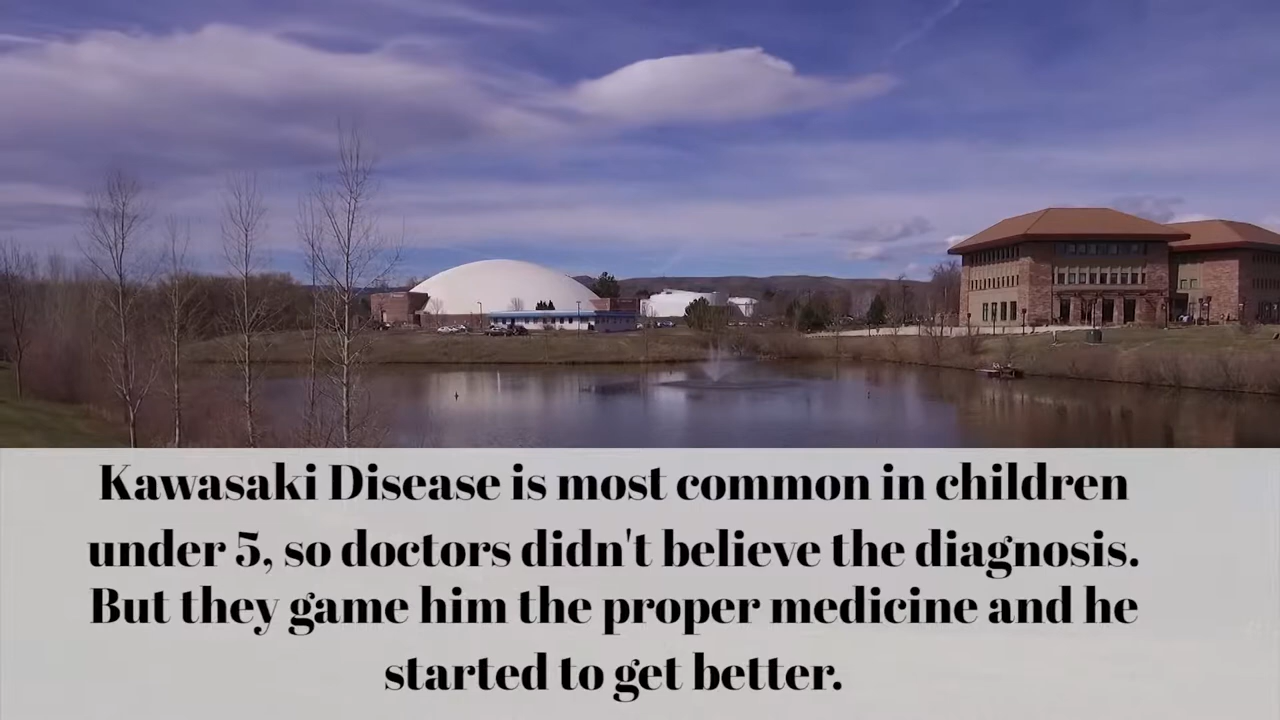 Kawasaki Disease is most common in children
under 5, so doctors didn't believe the diagnosis.
But they game him the proper medicine and he
started to get better.